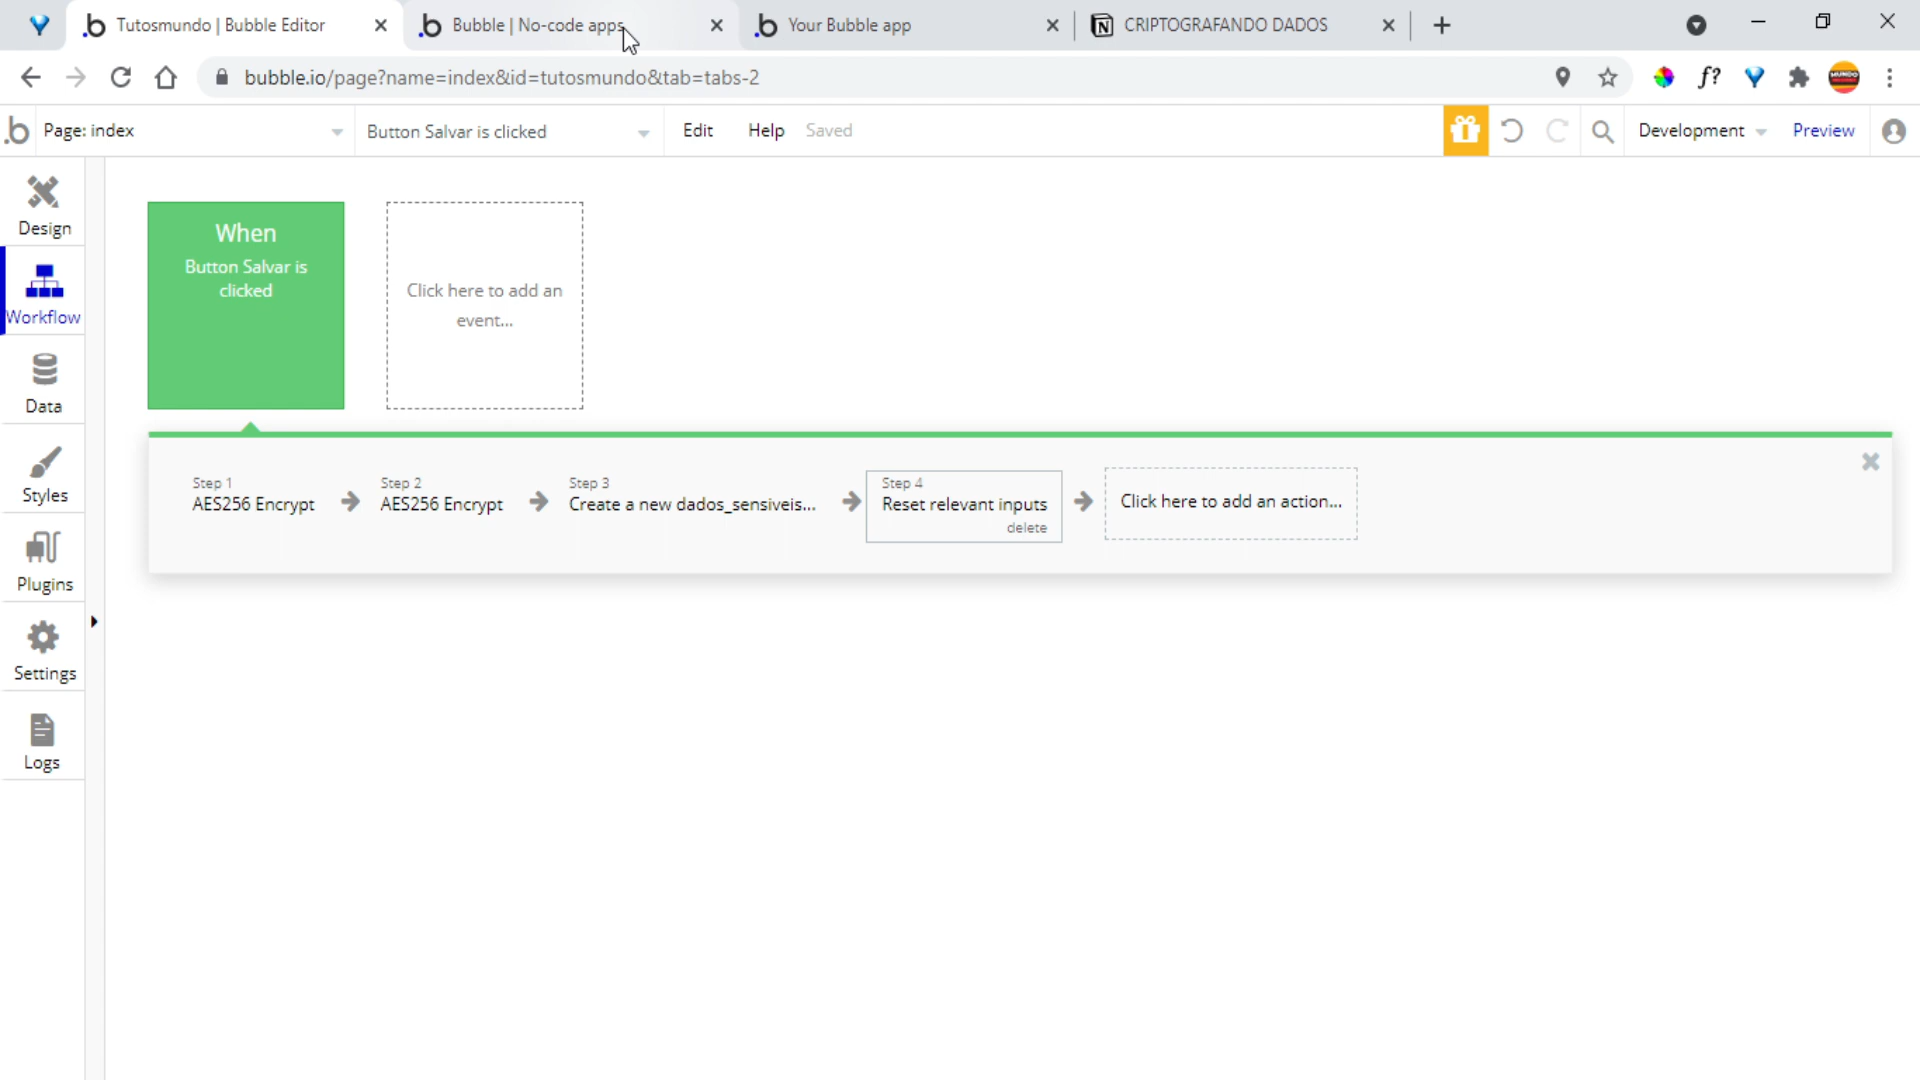 Tutosmundo | Bubble Editor
Bubble | No-code apps
Your Bubble app
CRIPTOGRAFANDO DADOS
bubble.io/page?name=index&id=tutosmundo&tab=tabs-2
f?
Page: index
Button Salvar is clicked
Edit
Help
Saved
Development
Preview
Design
Workflow
Data
Styles
Plugins
Settings
Logs
When
Button Salvar is
clicked
Click here to add an
event...
Step 1
AES256 Encrypt
Step 2
AES256 Encrypt
Step 3
Create a new dados_sensiveis...
Step 4
Reset relevant inputs
delete
Click here to add an action...